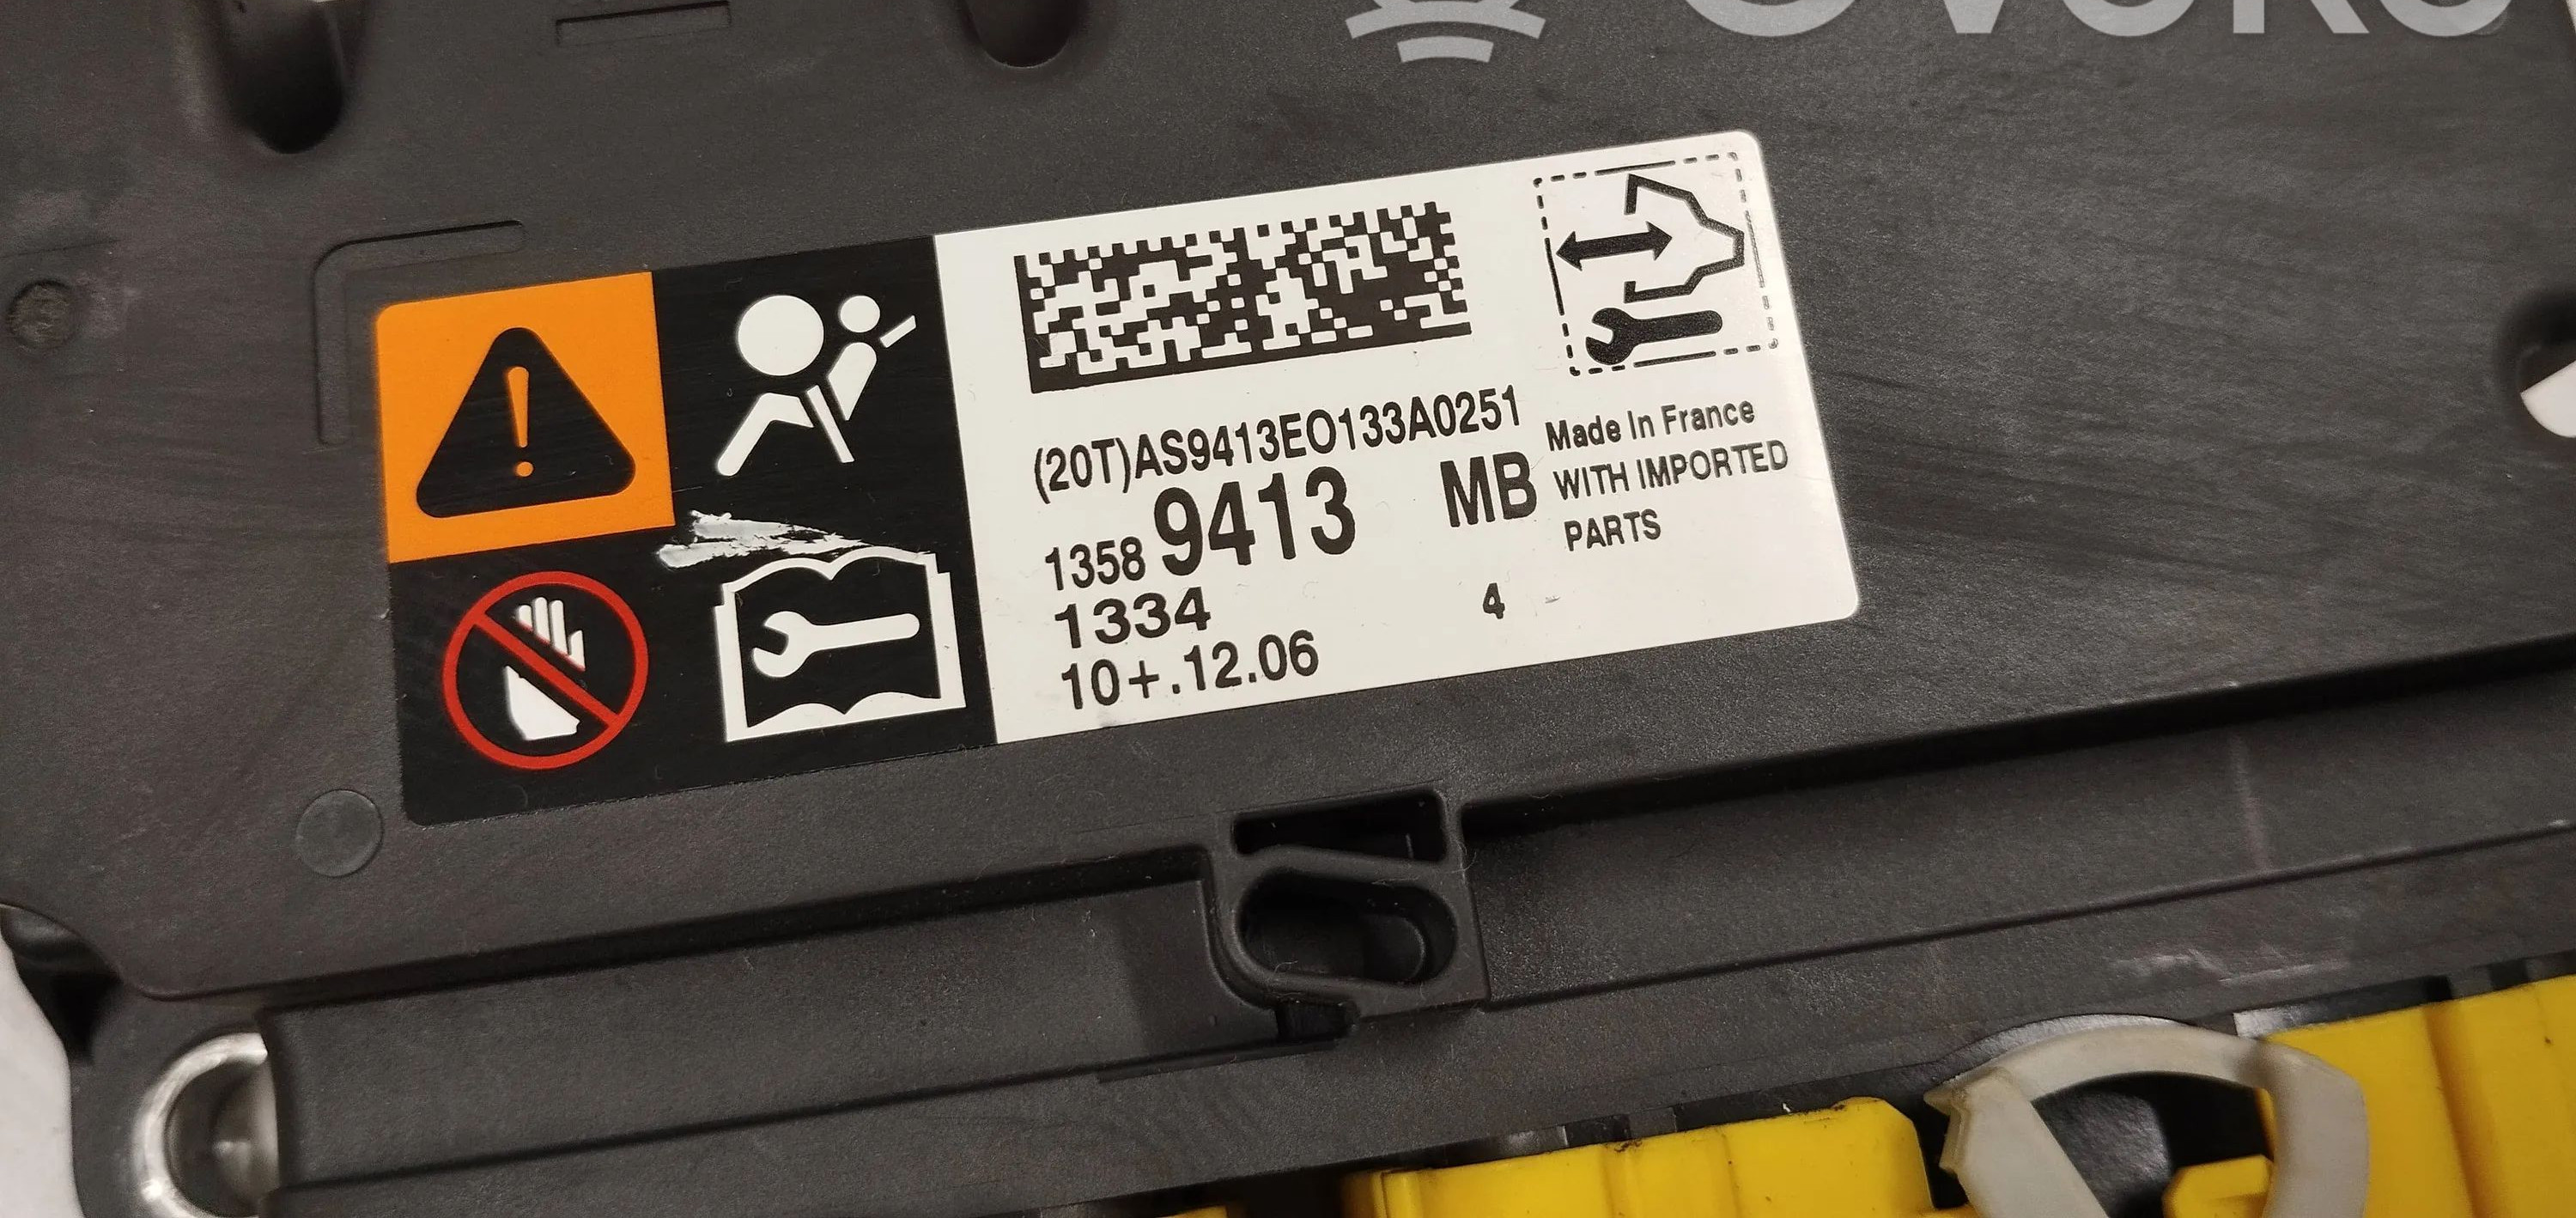 (20T)AS9413EO133A0251
1358 9413 MB
1334 4
10+.12.06
Made In France
WITH IMPORTED
PARTS